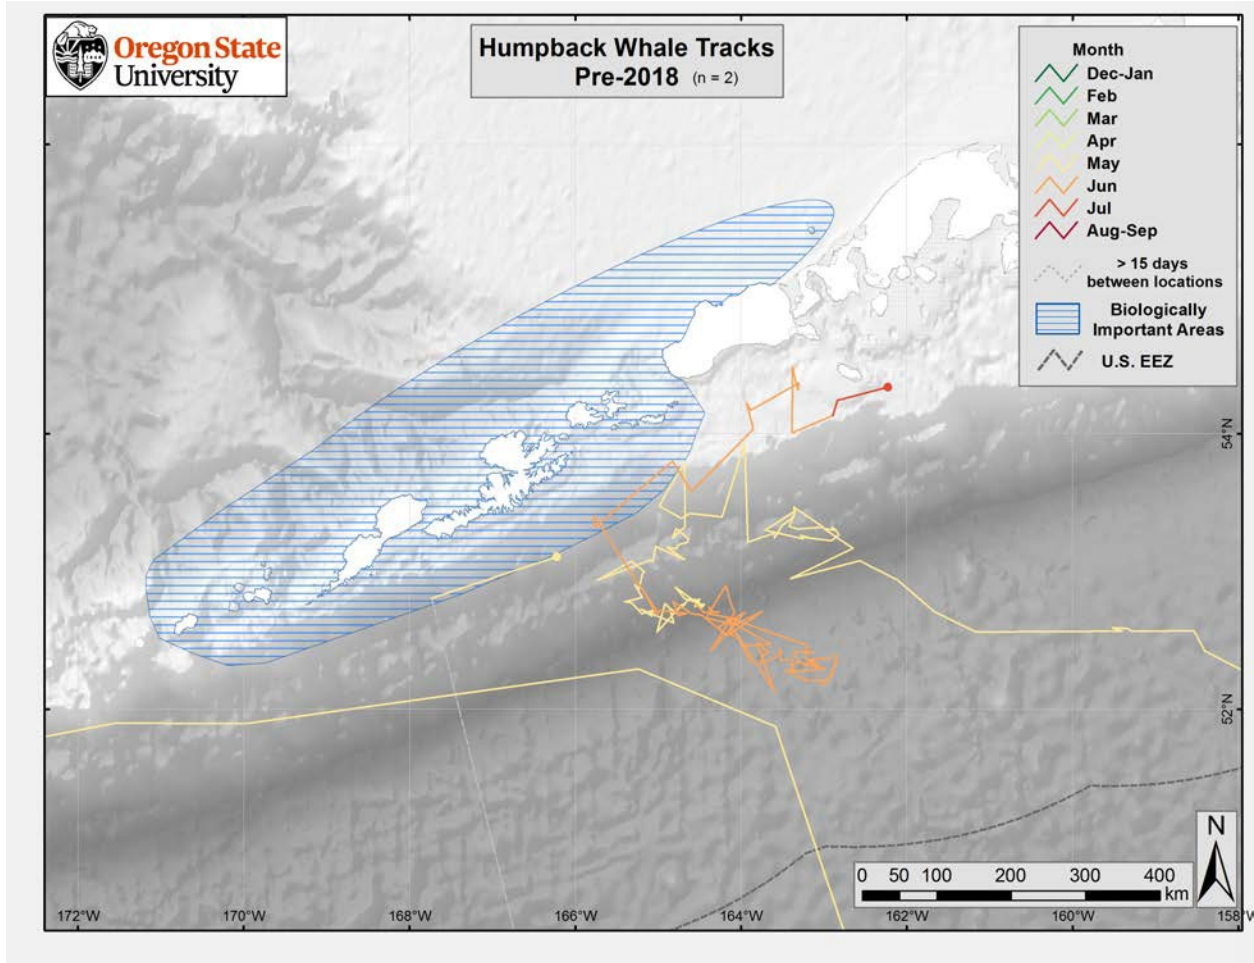 Oregon State
University
Humpback Whale Tracks
Pre-2018 (n = 2)
Month
Dec-Jan
Feb
Mar
Apr
May
Jun
Jul
Aug-Sep
> 15 days
between locations
Biologically
Important Areas
U.S. EEZ
54°N
52°N
N
0 50 100 200 300 400
km
172°W 170°W 168°W 166°W 164°W 162°W 160°W 158°W